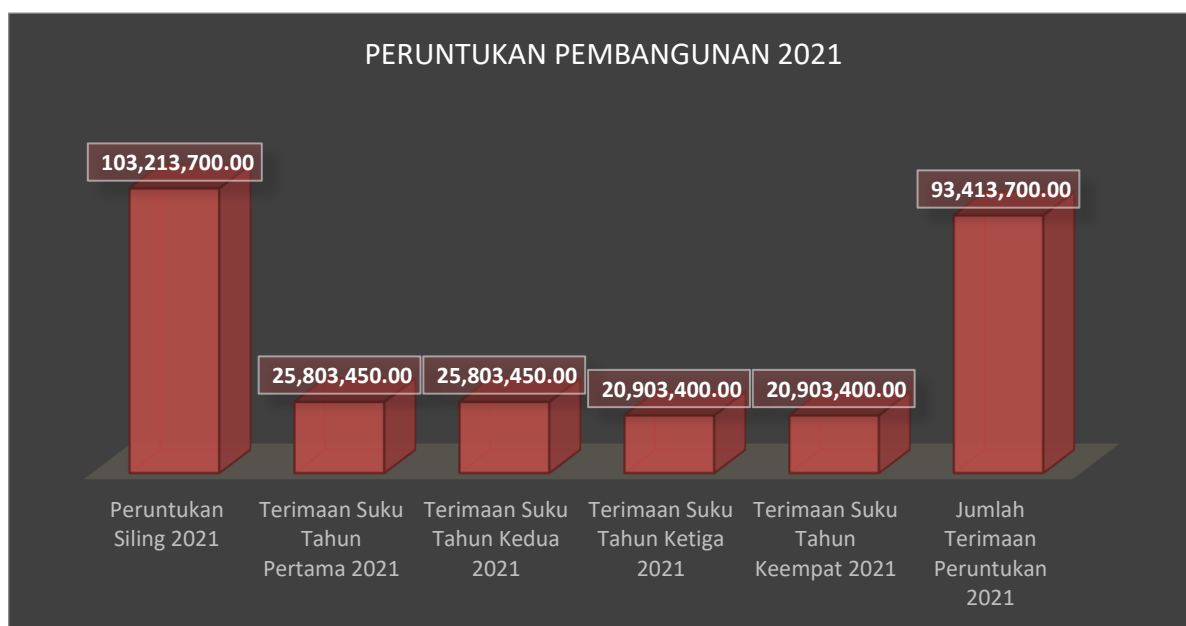 PERUNTUKAN PEMBANGUNAN 2021
103,213,700.00
25,803,450.00
25,803,450.00
20,903,400.00
20,903,400.00
93,413,700.00
Peruntukan
Siling 2021
Terimaan Suku
Tahun
Pertama 2021
Terimaan Suku
Tahun Kedua
2021
Terimaan Suku
Tahun Ketiga
2021
Terimaan Suku
Tahun
Keempat 2021
Jumlah
Terimaan
Peruntukan
2021